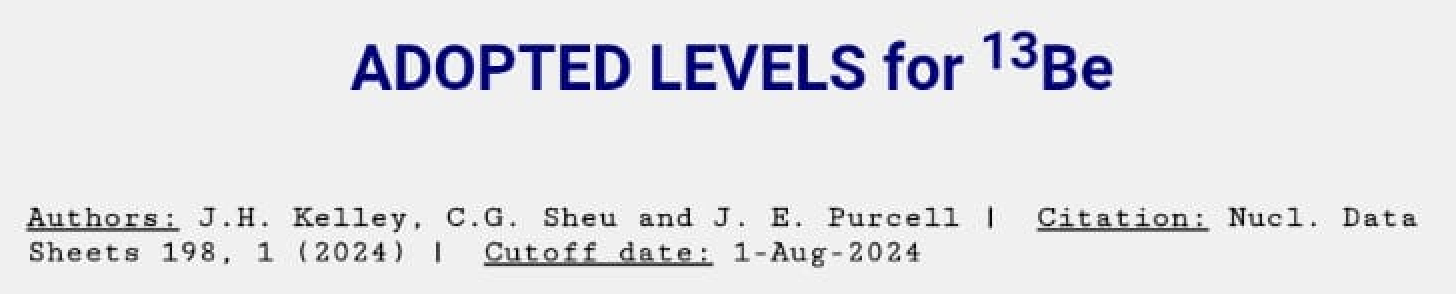 ADOPTED LEVELS for ¹³Be
Authors: J.H. Kelley, C.G. Sheu and J. E. Purcell | Citation: Nucl. Data
Sheets 198, 1 (2024) | Cutoff date: 1-Aug-2024